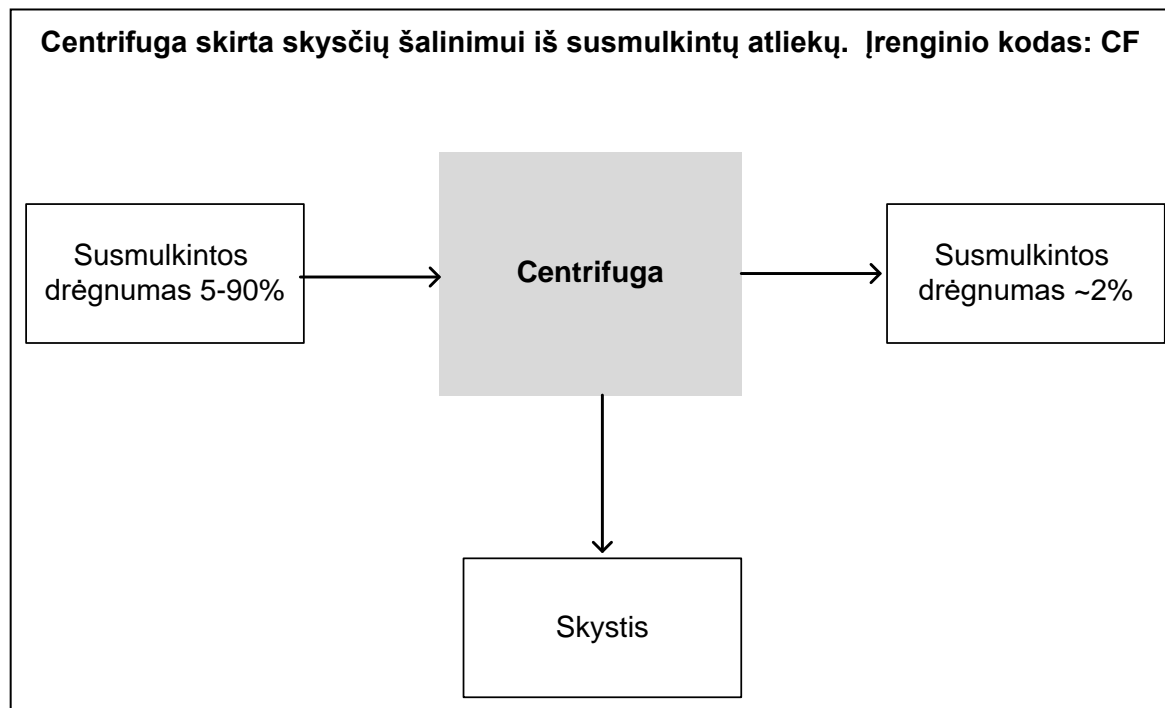 Centrifuga skirta skysčių šalinimui iš susmulkintų atliekų. Įrenginio kodas: CF
Susmulkintos
drėgnumas 5-90%
Centrifuga
Susmulkintos
drėgnumas ~2%
Skystis